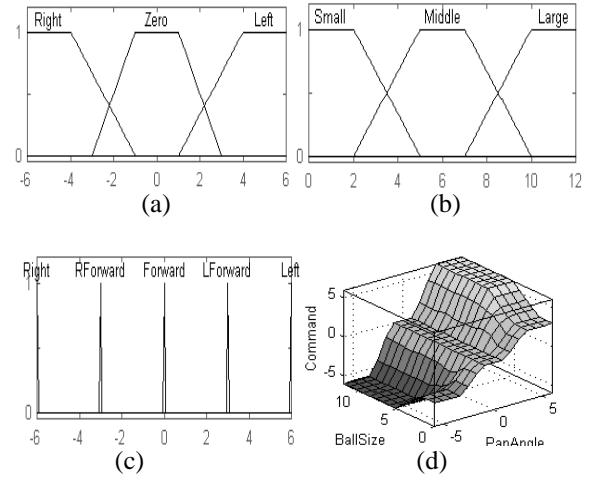 Right Zero Left
1
0
-6 -4 -2 0 2 4 6
(a)
Small Middle Large
1
0
0 2 4 6 8 10 12
(b)
Right RForward Forward LForward Left
1
0
-6 -4 -2 0 2 4 6
(c)
Command
5
0
-5
10
5
0
BallSize
-5
0
5
PanAngle
(d)